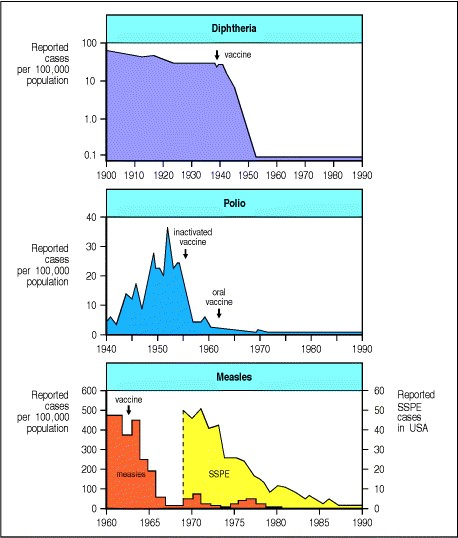 Diphtheria
Reported
cases
per 100,000
population
100
10
1.0
0.1
vaccine
1900 1910 1920 1930 1940 1950 1960 1970 1980 1990
Polio
Reported
cases
per 100,000
population
40
30
20
10
0
inactivated
vaccine
oral
vaccine
1940 1950 1960 1970 1980 1990
Measles
Reported
cases
per 100,000
population
600
500
400
300
200
100
0
vaccine
measles
SSPE
60
50
40
30
20
10
0
Reported
SSPE
cases
in USA
1960 1965 1970 1975 1980 1985 1990